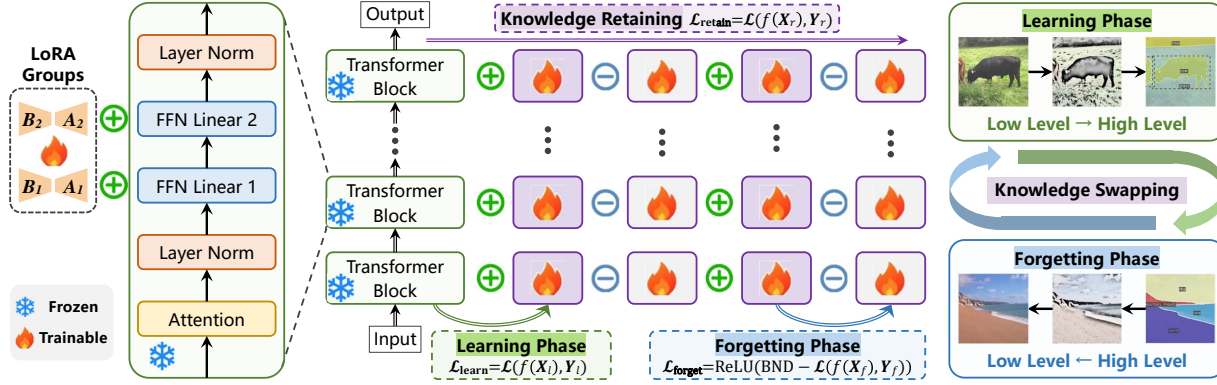 LoRA
Groups
B2 A2
B1 A1
Frozen
Trainable
Layer Norm
FFN Linear 2
FFN Linear 1
Layer Norm
Attention
Output
Knowledge Retaining ℒretain=ℒ(f(Xr), Yr)
Transformer
Block
Transformer
Block
Transformer
Block
Input
Learning Phase
ℒlearn=ℒ(f(Xl), Yl)
Forgetting Phase
ℒforget=ReLU(BND − ℒ(f(Xf), Yf))
Learning Phase
Low Level → High Level
Knowledge Swapping
Forgetting Phase
Low Level ← High Level